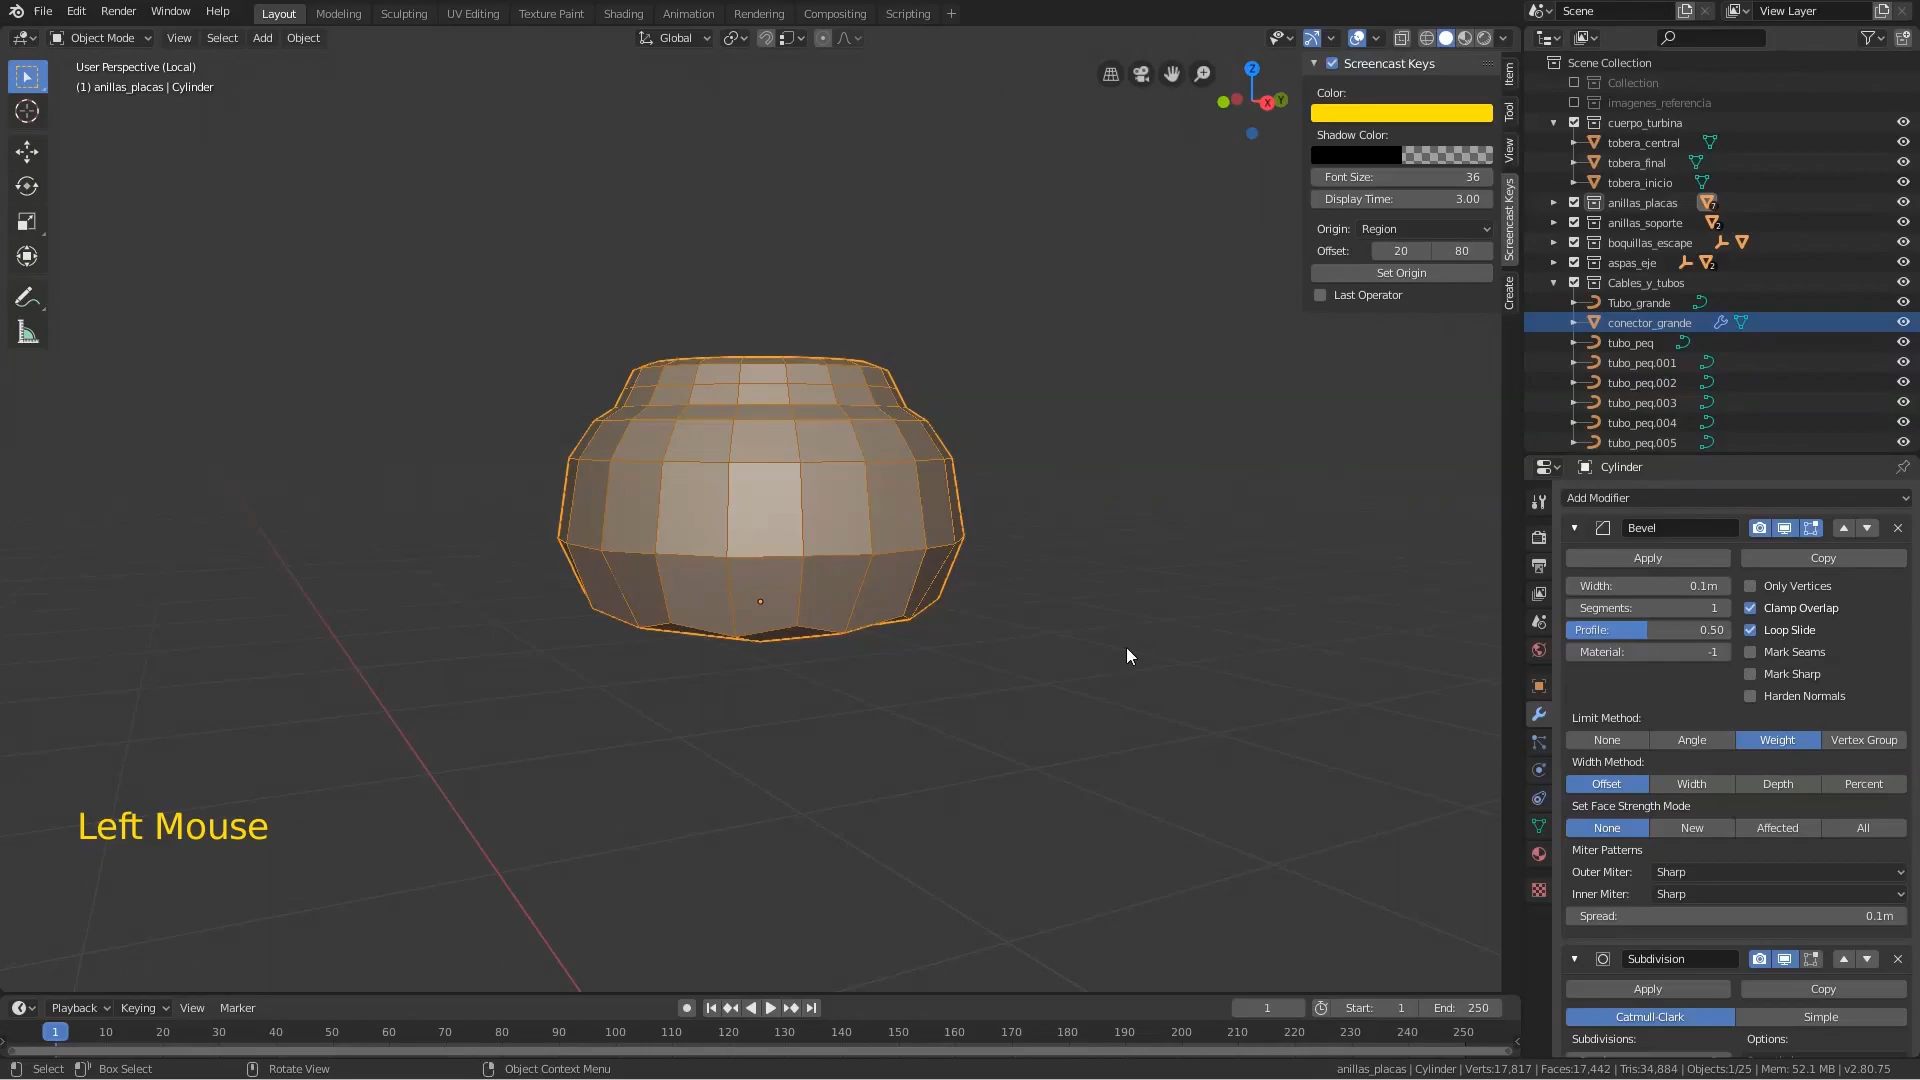 File Edit Render Window Help Layout Modeling Sculpting UV Editing Texture Paint Shading Animation Rendering Compositing Scripting + Scene View Layer
Object Mode View Select Add Object Global
User Perspective (Local)
(1) anillas_placas | Cylinder
Z
X
Y
Screencast Keys
Color:
Shadow Color:
Font Size: 36
Display Time: 3.00
Origin: Region
Offset: 20 80
Set Origin
Last Operator
Item
Tool
View
Screencast Keys
Create
Scene Collection
Collection
imagenes_referencia
cuerpo_turbina
tobera_central
tobera_final
tobera_inicio
anillas_placas 7
anillas_soporte 2
boquillas_escape
aspas_eje 2
Cables_y_tubos
Tubo_grande
conector_grande
tubo_peq
tubo_peq.001
tubo_peq.002
tubo_peq.003
tubo_peq.004
tubo_peq.005
Cylinder
Add Modifier
Bevel
Apply Copy
Width: 0.1m Only Vertices
Segments: 1 Clamp Overlap
Profile: 0.50 Loop Slide
Material: -1 Mark Seams
Mark Sharp
Harden Normals
Limit Method:
None Angle Weight Vertex Group
Width Method:
Offset Width Depth Percent
Set Face Strength Mode
None New Affected All
Miter Patterns
Outer Miter: Sharp
Inner Miter: Sharp
Spread: 0.1m
Subdivision
Apply Copy
Catmull-Clark Simple
Subdivisions: Options:
Left Mouse
Playback Keying View Marker 1 Start: 1 End: 250
1 10 20 30 40 50 60 70 80 90 100 110 120 130 140 150 160 170 180 190 200 210 220 230 240 250
Select Box Select Rotate View Object Context Menu anillas_placas | Cylinder | Verts:17,817 | Faces:17,442 | Tris:34,884 | Objects:1/25 | Mem: 52.1 MB | v2.80.75